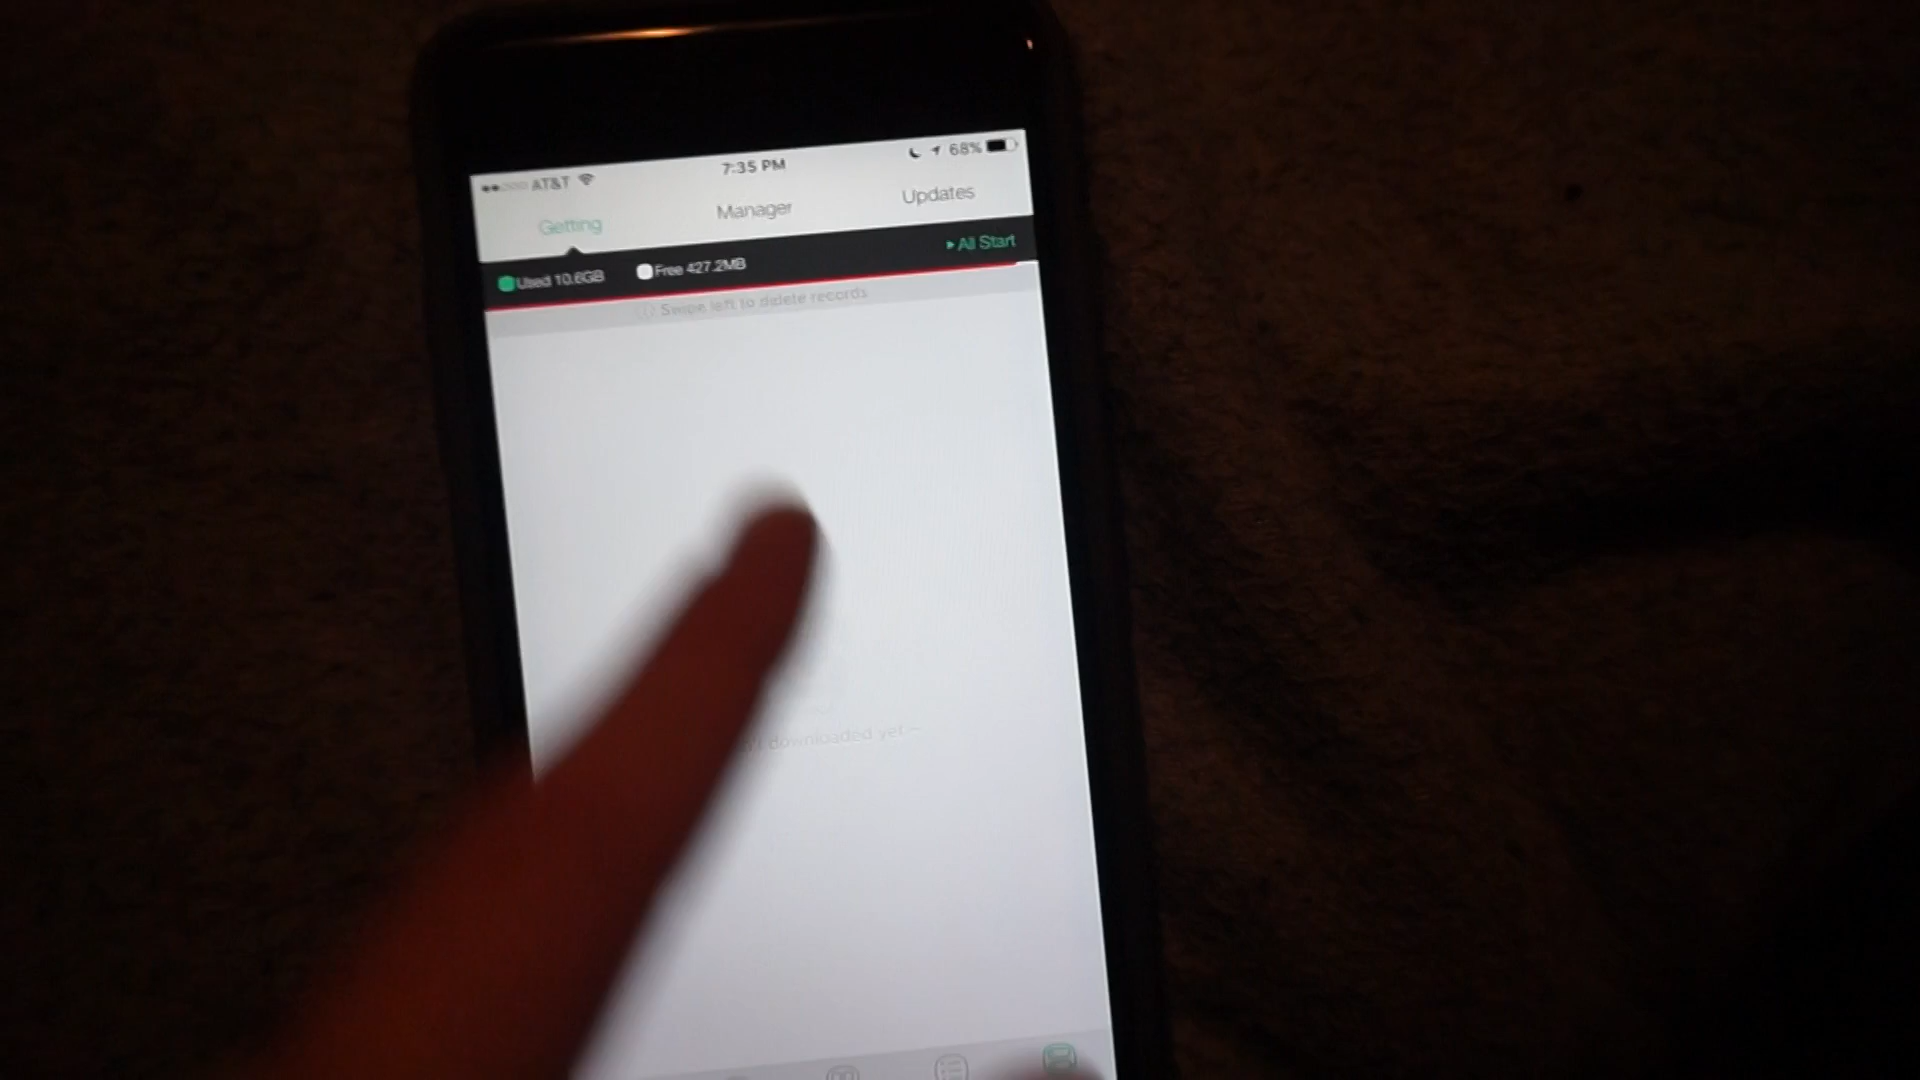 AT&T 7:35 PM 68%
Getting Manager Updates
Used 10.6GB Free 427.2MB All Start
Swipe left to delete records
downloaded yet ~